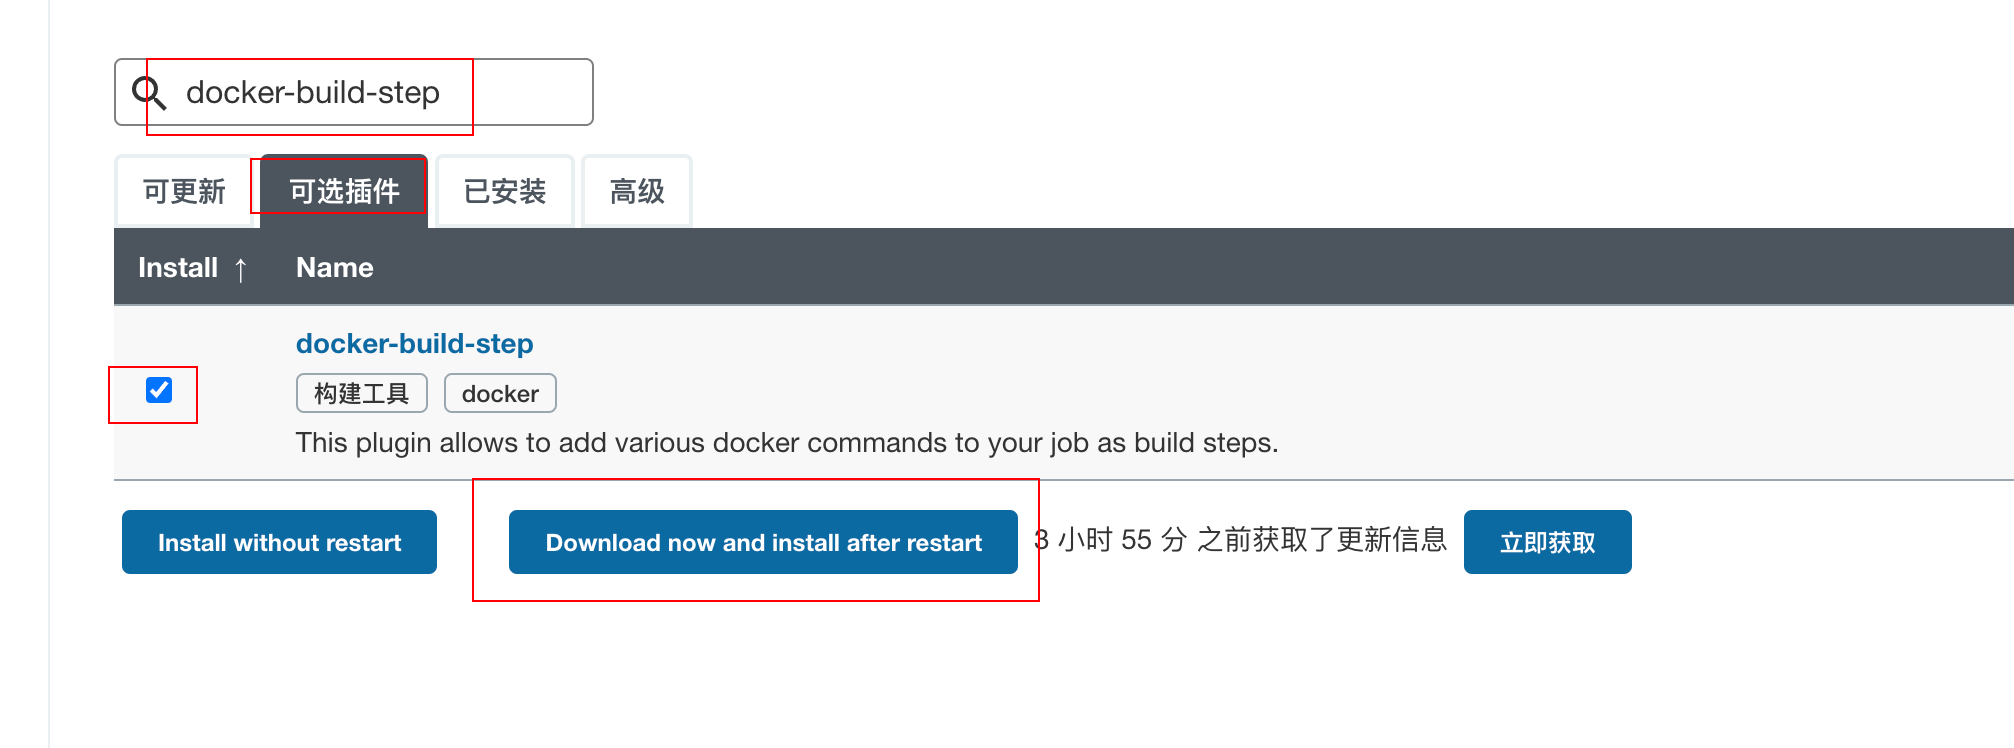 docker-build-step
可更新 可选插件 已安装 高级
Install ↑ Name
docker-build-step
构建工具 docker
This plugin allows to add various docker commands to your job as build steps.
Install without restart Download now and install after restart 3 小时 55 分 之前获取了更新信息 立即获取